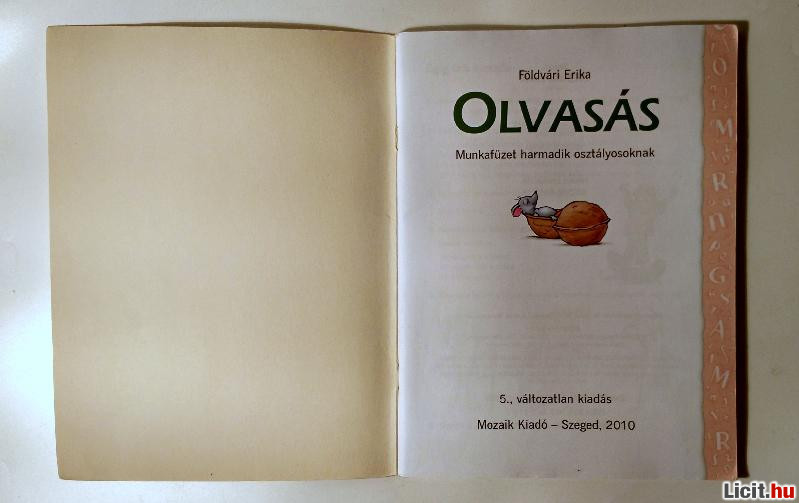 Földvári Erika
OLVASÁS
Munkafüzet harmadik osztályosoknak
5., változatlan kiadás
Mozaik Kiadó – Szeged, 2010
Licit.hu